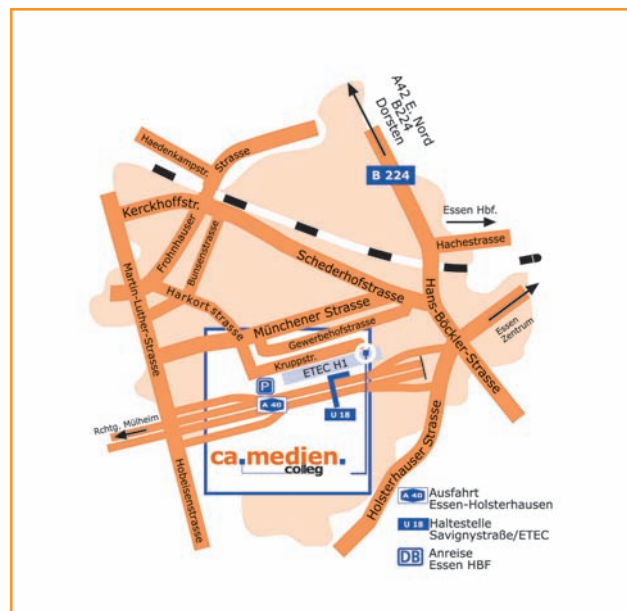 A42 E. Nord
B224
Dorsten
B 224
Haedenkampstr.
Strasse
Kerckhoffstr.
Essen Hbf.
Hachestrasse
Frohnhauser
Bunsenstrasse
Schederhofstrasse
Martin-Luther-Strasse
Harkortstrasse
Münchener Strasse
Gewerbehofstrasse
Kruppstr.
ETEC H1
Hans-Böckler-Strasse
Essen
Zentrum
P
A 40
U 18
Rchtg. Mülheim
Hobeisenstrasse
Holsterhauser Strasse
ca.medien.
colleg
A 40
Ausfahrt
Essen-Holsterhausen
U 18
Haltestelle
Savignystraße/ETEC
DB
Anreise
Essen HBF